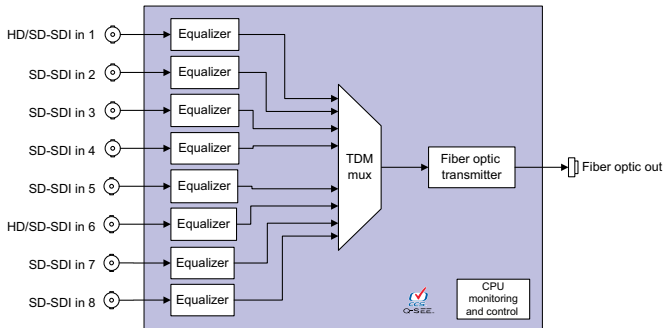 HD/SD-SDI in 1
Equalizer
SD-SDI in 2
Equalizer
SD-SDI in 3
Equalizer
SD-SDI in 4
Equalizer
SD-SDI in 5
Equalizer
HD/SD-SDI in 6
Equalizer
SD-SDI in 7
Equalizer
SD-SDI in 8
Equalizer
TDM
mux
Fiber optic
transmitter
Fiber optic out
CCS
Q-SEE
CPU
monitoring
and control